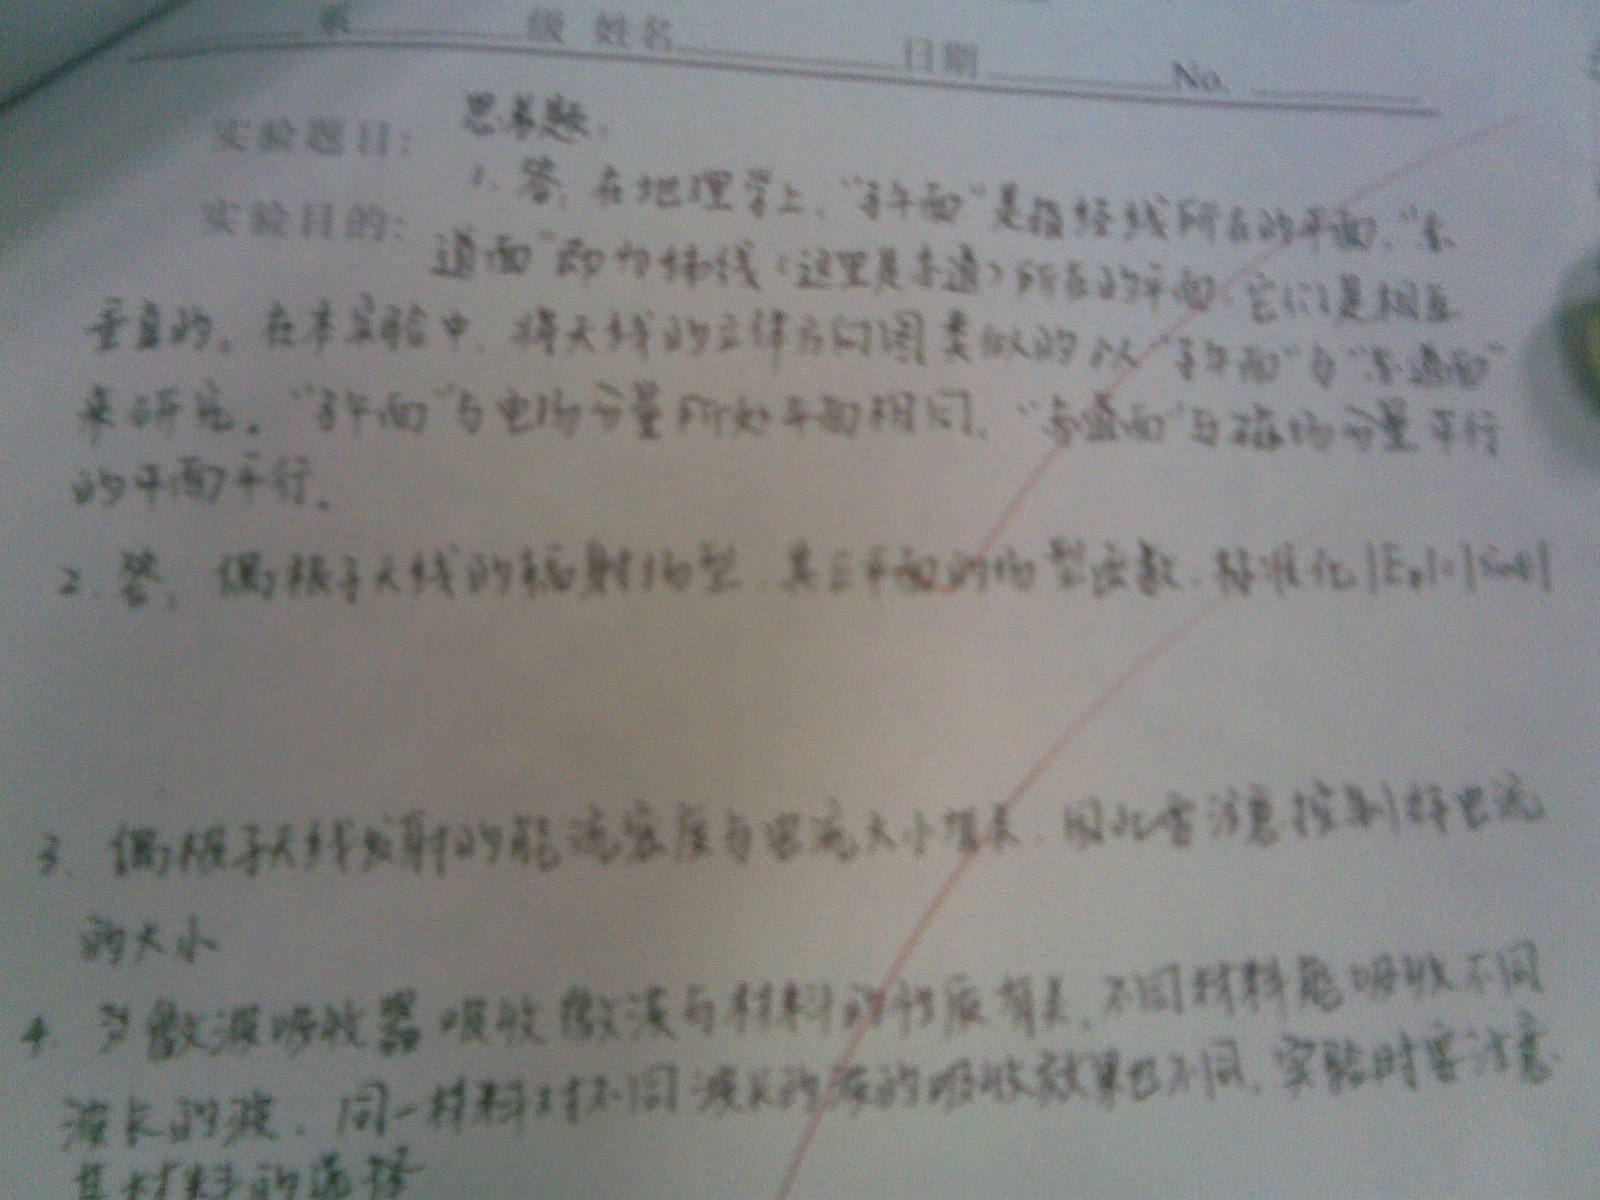 系 级 姓名 日期 No.
实验题目: 思考题:
1. 答: 在地理学上, "子午面"是指经线所在的平面, "赤
实验目的: 道面"即为纬线(这里是赤道)所在的平面, 它们是相互
垂直的。在本实验中, 将天线的立体方向图类似的以"子午面"与"赤道面"
来研究。"子午面"与电场分量所处平面相同, "赤道面"与磁场分量平行
的平面平行.
2. 答: 偶极子天线的辐射场型, 其E平面的场型函数, 标准化
3. 偶极子天线发射的能流密度与电流大小有关, 因此需注意控制好电流
的大小
4. 微波吸收器吸收微波与材料的性质有关, 不同材料能吸收不同
波长的波, 同一材料对不同波长的波的吸收效果也不同, 实验时要注意
其材料的选择